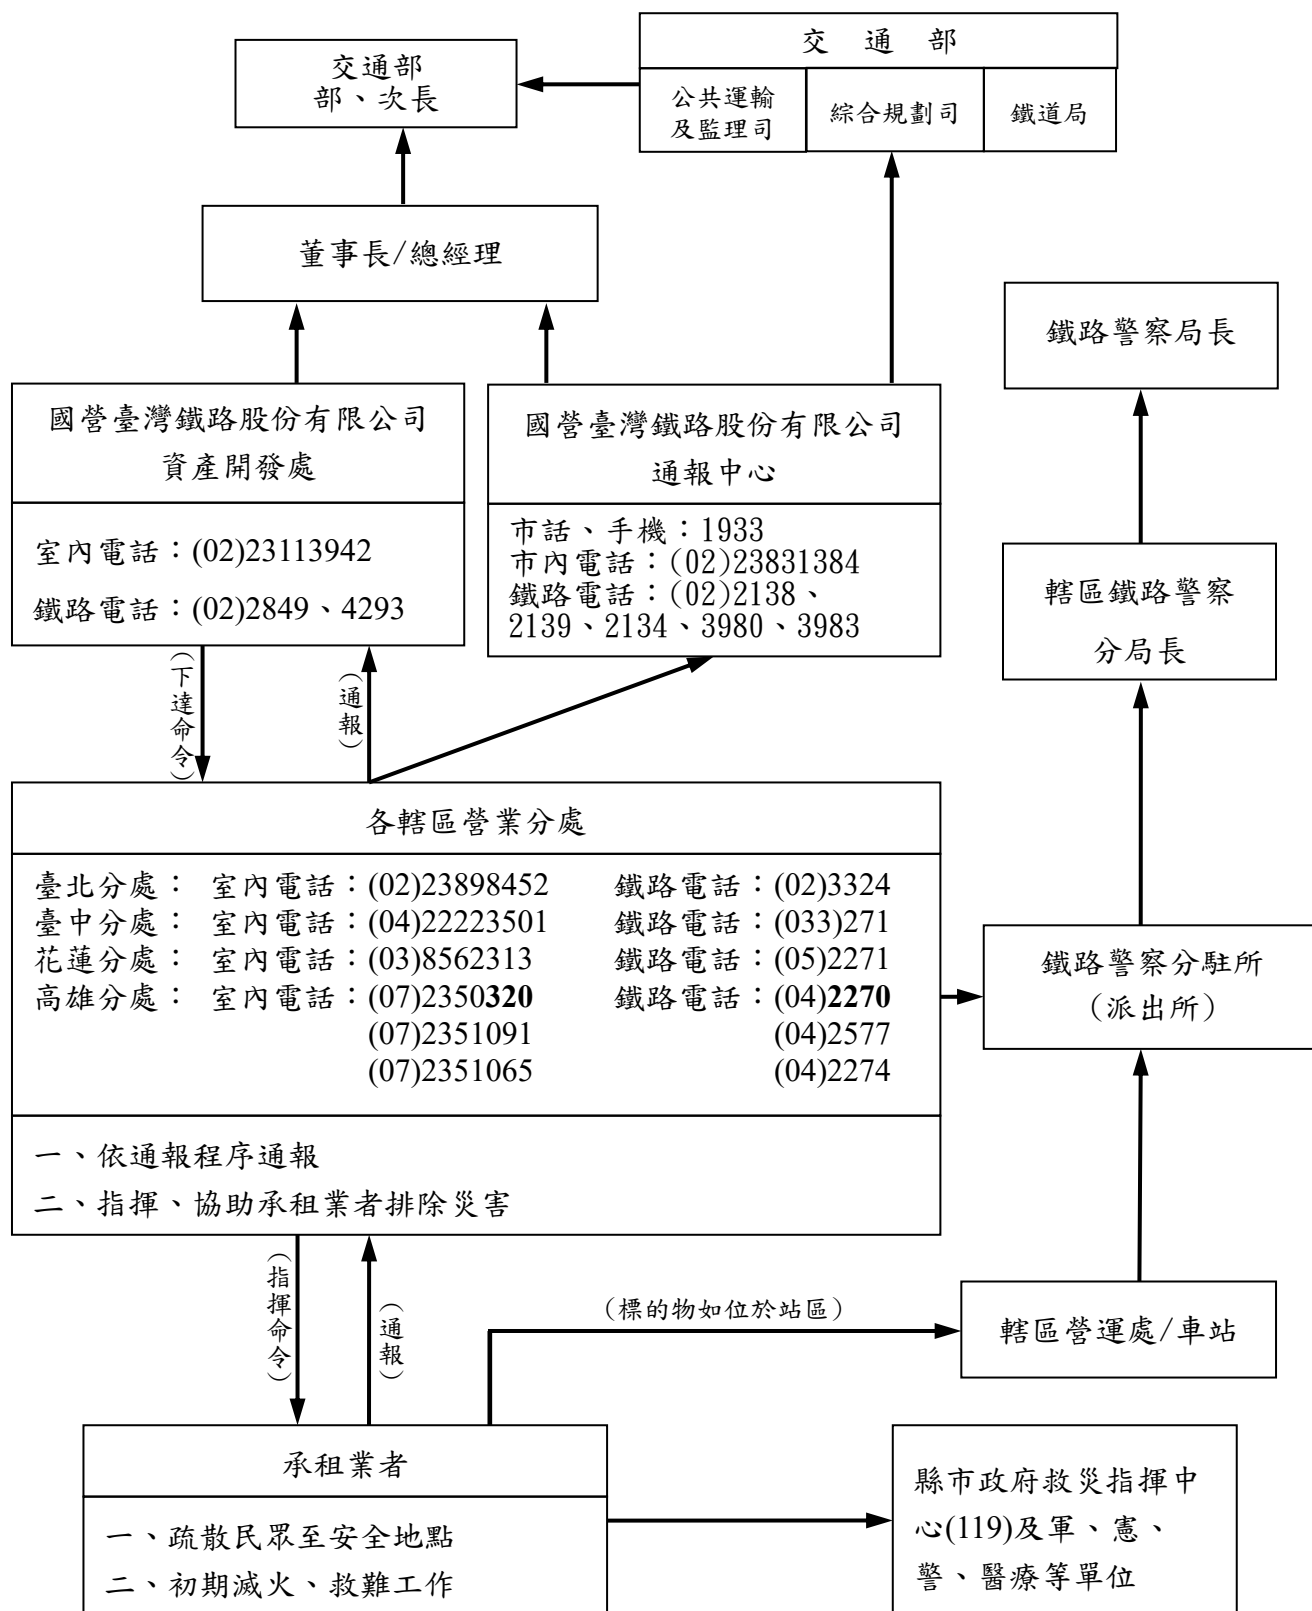 交通部
交通部
部、次長
公共運輸
及監理司
綜合規劃司
鐵道局
董事長/總經理
鐵路警察局長
國營臺灣鐵路股份有限公司
資產開發處
室內電話：(02)23113942
鐵路電話：(02)2849、4293
國營臺灣鐵路股份有限公司
通報中心
市話、手機：1933
市內電話：(02)23831384
鐵路電話：(02)2138、
2139、2134、3980、3983
轄區鐵路警察
分局長
(下達命令)
(通報)
各轄區營業分處
臺北分處： 室內電話：(02)23898452 鐵路電話：(02)3324
臺中分處： 室內電話：(04)22223501 鐵路電話：(033)271
花蓮分處： 室內電話：(03)8562313 鐵路電話：(05)2271
高雄分處： 室內電話：(07)2350320 鐵路電話：(04)2270
(07)2351091 (04)2577
(07)2351065 (04)2274
一、依通報程序通報
二、指揮、協助承租業者排除災害
鐵路警察分駐所
（派出所）
(指揮命令)
(通報)
（標的物如位於站區）
轄區營運處/車站
承租業者
一、疏散民眾至安全地點
二、初期滅火、救難工作
縣市政府救災指揮中
心(119)及軍、憲、
警、醫療等單位